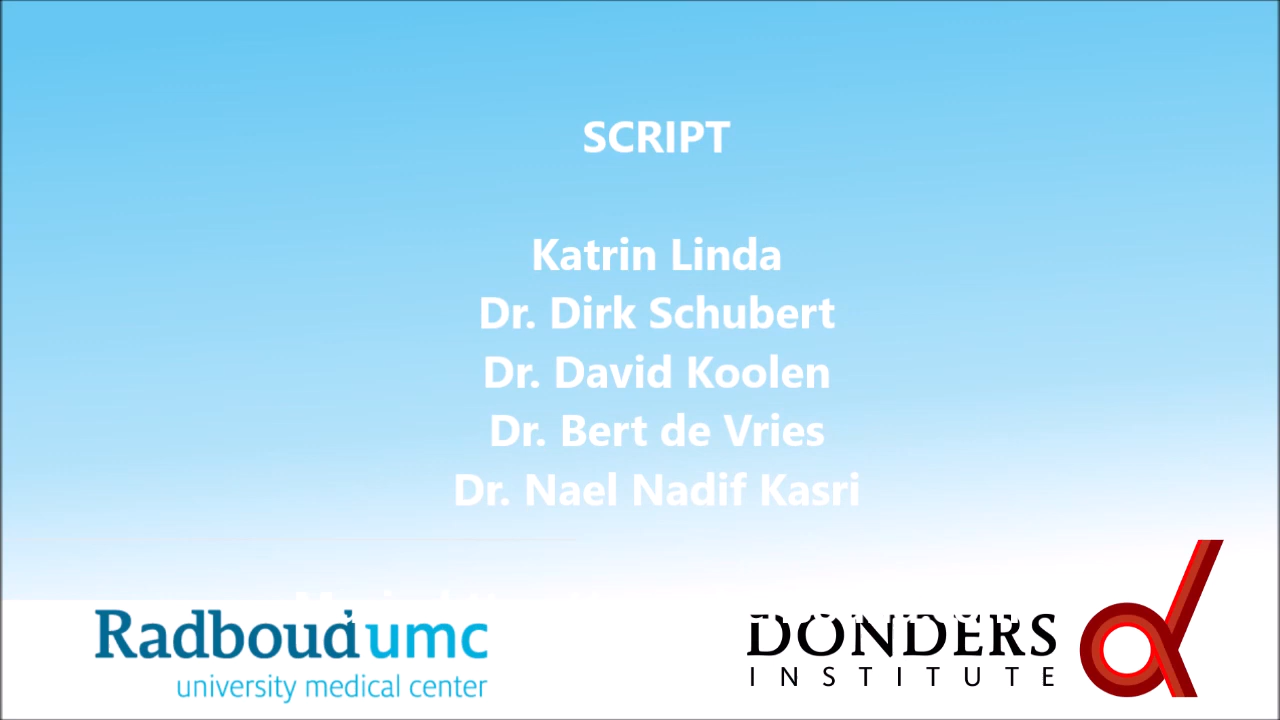 SCRIPT
Katrin Linda
Dr. Dirk Schubert
Dr. David Koolen
Dr. Bert de Vries
Dr. Nael Nadif Kasri
Radboudumc
university medical center
DONDERS
INSTITUTE